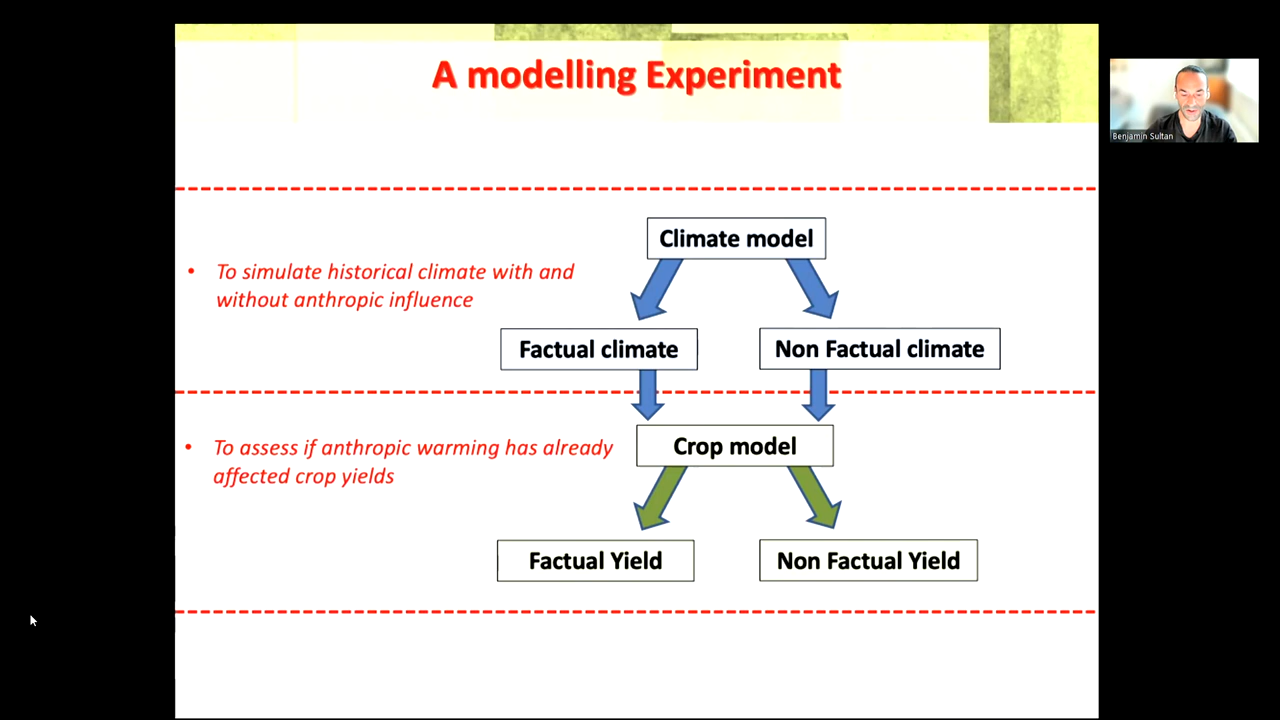 A modelling Experiment
Benjamin Sultan
Climate model
• To simulate historical climate with and
without anthropic influence
Factual climate
Non Factual climate
• To assess if anthropic warming has already
affected crop yields
Crop model
Factual Yield
Non Factual Yield